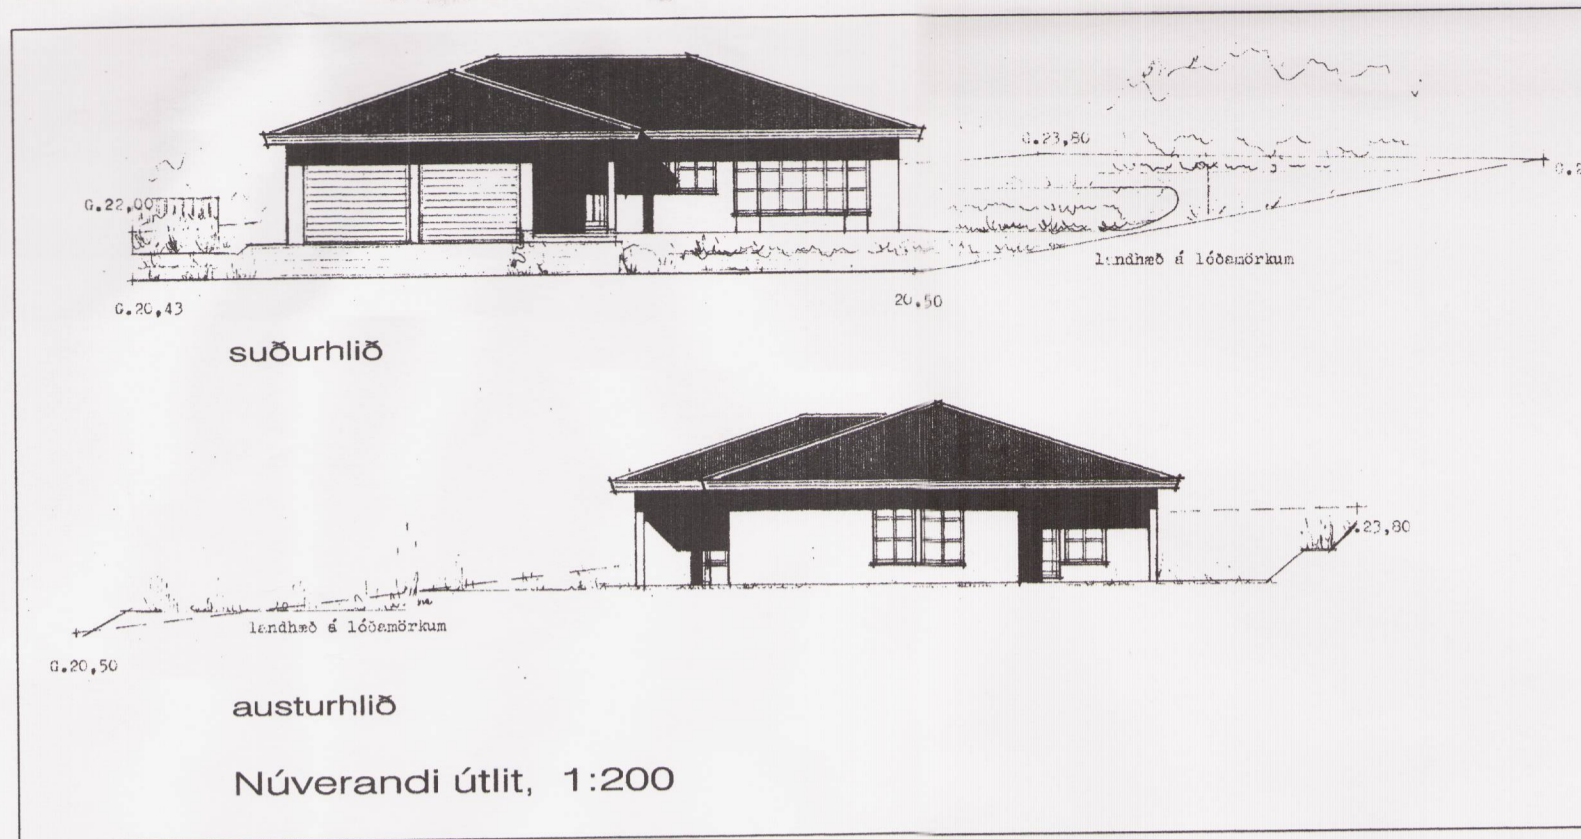 G.23,80
G.22,00
landhæð á lóðamörkum
G.20,43
20,50
suðurhlið
G.23,80
landhæð á lóðamörkum
G.20,50
austurhlið
Núverandi útlit, 1:200